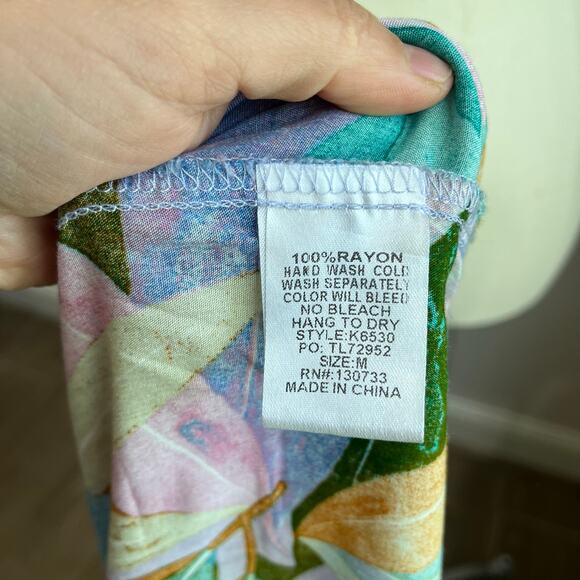 100%RAYON
HAND WASH COLD
WASH SEPARATELY
COLOR WILL BLEED
NO BLEACH
HANG TO DRY
STYLE:K6530
PO: TL72952
SIZE:M
RN#:130733
MADE IN CHINA